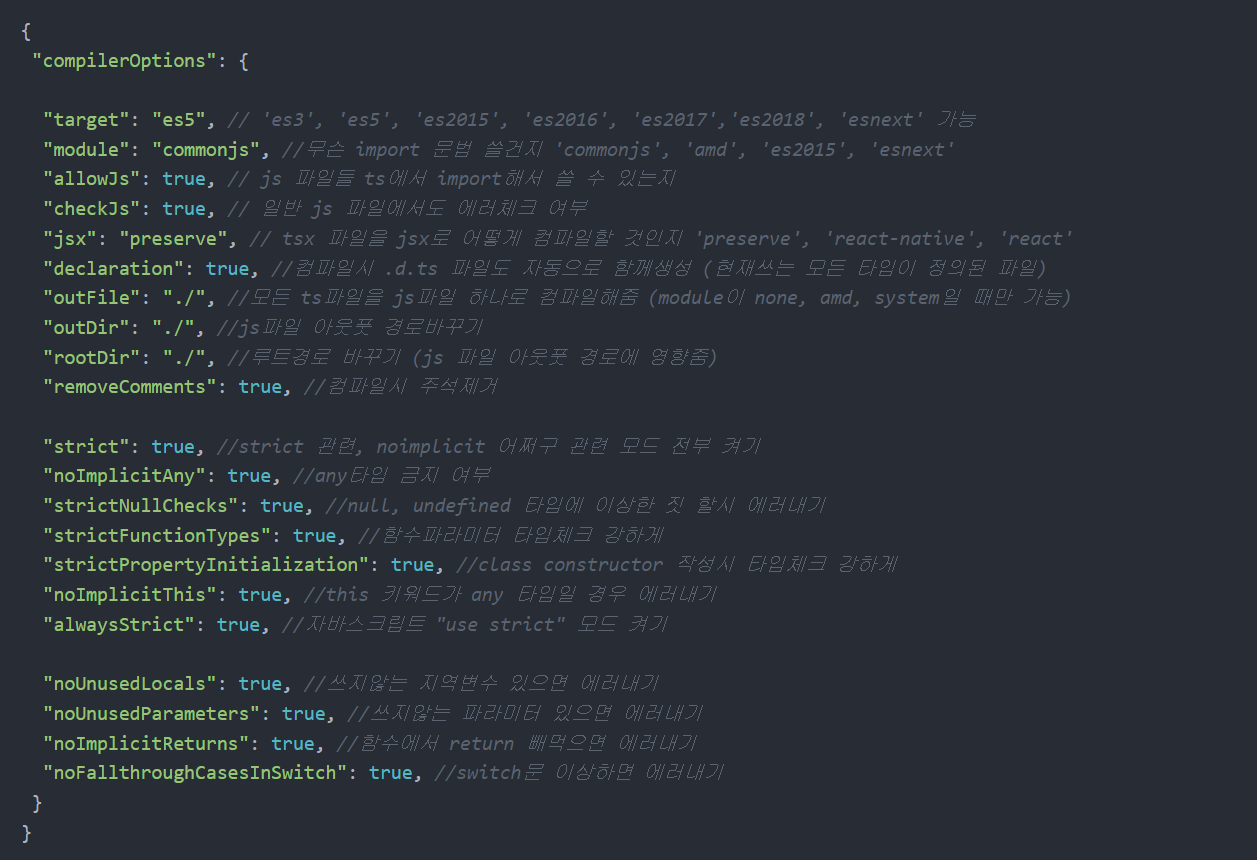 {
"compilerOptions": {
"target": "es5", // 'es3', 'es5', 'es2015', 'es2016', 'es2017','es2018', 'esnext' 가능
"module": "commonjs", //무슨 import 문법 쓸건지 'commonjs', 'amd', 'es2015', 'esnext'
"allowJs": true, // js 파일들 ts에서 import해서 쓸 수 있는지
"checkJs": true, // 일반 js 파일에서도 에러체크 여부
"jsx": "preserve", // tsx 파일을 jsx로 어떻게 컴파일할 것인지 'preserve', 'react-native', 'react'
"declaration": true, //컴파일시 .d.ts 파일도 자동으로 함께생성 (현재쓰는 모든 타입이 정의된 파일)
"outFile": "./", //모든 ts파일을 js파일 하나로 컴파일해줌 (module이 none, amd, system일 때만 가능)
"outDir": "./", //js파일 아웃풋 경로바꾸기
"rootDir": "./", //루트경로 바꾸기 (js 파일 아웃풋 경로에 영향줌)
"removeComments": true, //컴파일시 주석제거
"strict": true, //strict 관련, noimplicit 어쩌구 관련 모드 전부 켜기
"noImplicitAny": true, //any타입 금지 여부
"strictNullChecks": true, //null, undefined 타입에 이상한 짓 할시 에러내기
"strictFunctionTypes": true, //함수파라미터 타입체크 강하게
"strictPropertyInitialization": true, //class constructor 작성시 타입체크 강하게
"noImplicitThis": true, //this 키워드가 any 타입일 경우 에러내기
"alwaysStrict": true, //자바스크립트 "use strict" 모드 켜기
"noUnusedLocals": true, //쓰지않는 지역변수 있으면 에러내기
"noUnusedParameters": true, //쓰지않는 파라미터 있으면 에러내기
"noImplicitReturns": true, //함수에서 return 빼먹으면 에러내기
"noFallthroughCasesInSwitch": true, //switch문 이상하면 에러내기
}
}